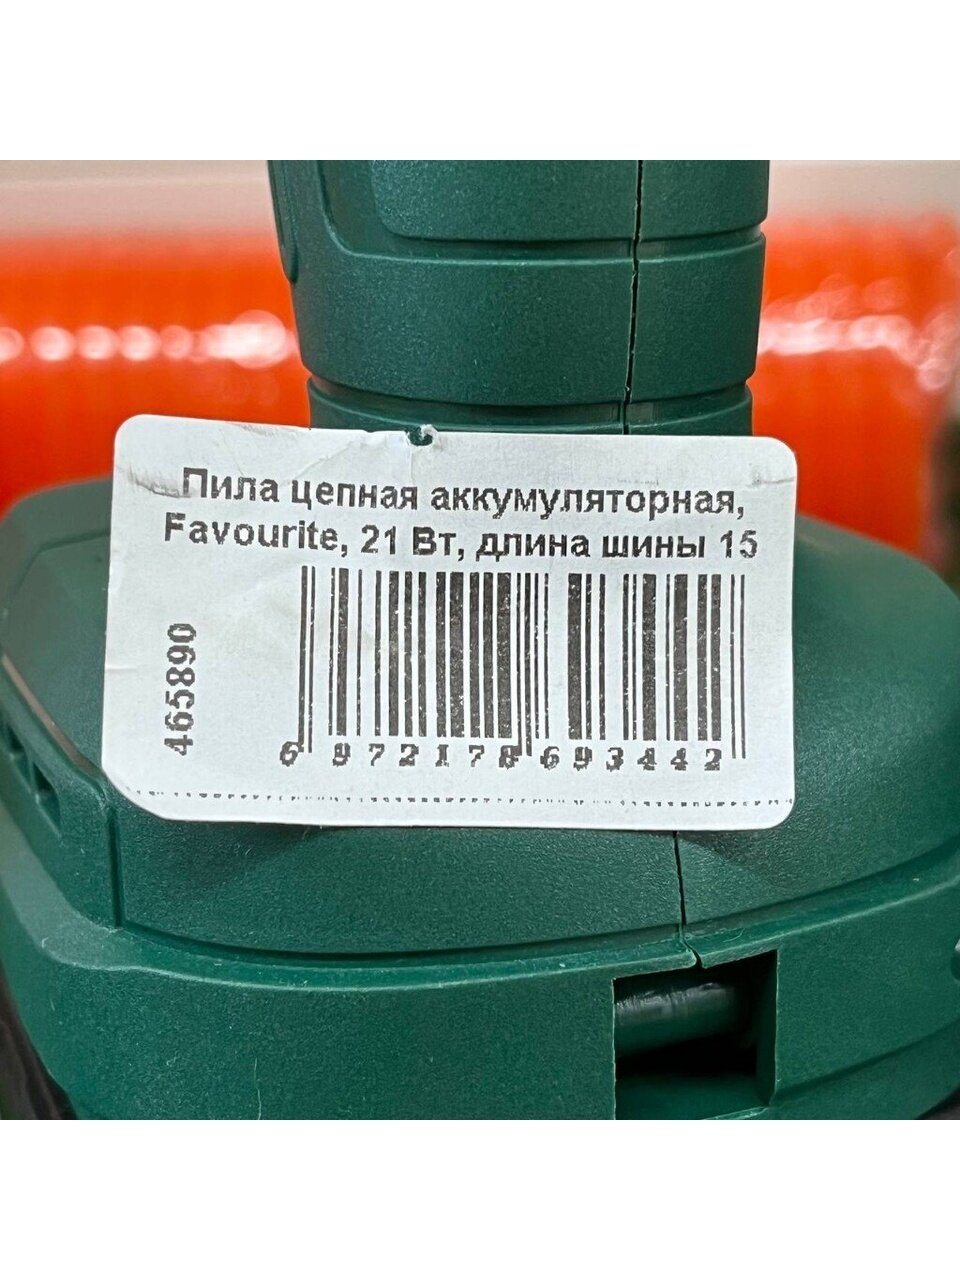 Пила цепная аккумуляторная,
Favourite, 21 Вт, длина шины 15
465890
6 972178 693442